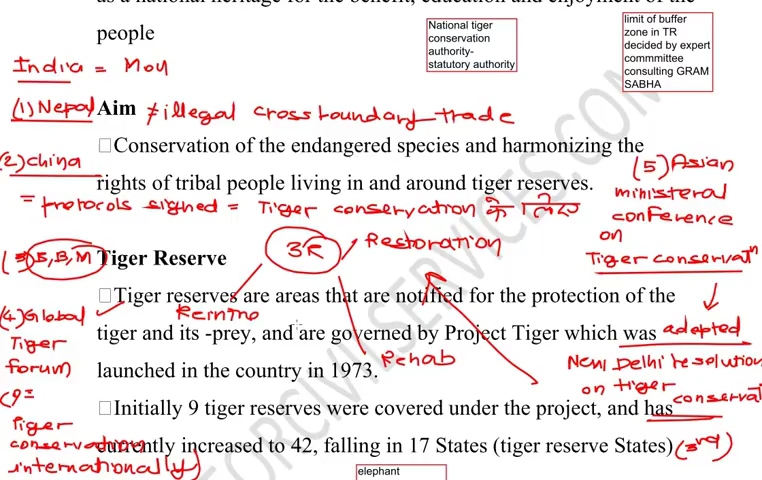 as a national heritage for the benefit, education and enjoyment of the
people
National tiger
conservation
authority-
statutory authority
limit of buffer
zone in TR
decided by expert
commmittee
consulting GRAM
SABHA
India = Mou
(1) Nepal
Aim
≠ illegal crossboundary trade
Conservation of the endangered species and harmonizing the
(2) china
rights of tribal people living in and around tiger reserves.
= protocols signed = Tiger conservation के लिए
(5) Asian
ministeral
conference
on
Tiger conservatn
adopted
New Delhi resolution
on tiger
conservat
B, M
Tiger Reserve
3R
Restoration
Tiger reserves are areas that are notified for the protection of the
(4) Global
Tiger
forum
tiger and its -prey, and are governed by Project Tiger which was
Rehab
launched in the country in 1973.
Initially 9 tiger reserves were covered under the project, and has
Tiger
conservation
international(y)
currently increased to 42, falling in 17 States (tiger reserve States)
(3rd)
elephant
FORCIVILSERVICES.COM